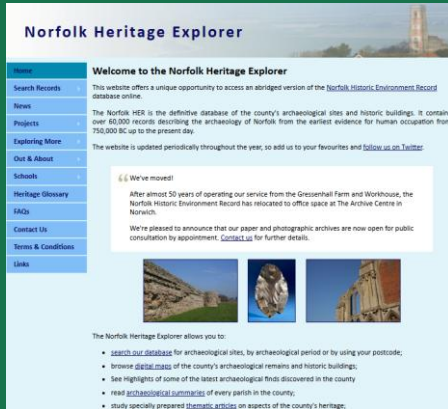 Norfolk Heritage Explorer
Home
Search Records
News
Projects
Exploring More
Out & About
Schools
Heritage Glossary
FAQs
Contact Us
Terms & Conditions
Links
Welcome to the Norfolk Heritage Explorer
This website offers a unique opportunity to access an abridged version of the Norfolk Historic Environment Record
database online.
The Norfolk HER is the definitive database of the county's archaeological sites and historic buildings. It contain
over 60,000 records describing the archaeology of Norfolk from the earliest evidence for human occupation from
750,000 BC up to the present day.
The website is updated periodically throughout the year, so add us to your favourites and follow us on Twitter.
We've moved!
After almost 50 years of operating our service from the Gressenhall Farm and Workhouse, the
Norfolk Historic Environment Record has relocated to office space at The Archive Centre in
Norwich.
We're pleased to announce that our paper and photographic archives are now open for public
consultation by appointment. Contact us for further details.
The Norfolk Heritage Explorer allows you to:
• search our database for archaeological sites, by archaeological period or by using your postcode;
• browse digital maps of the county's archaeological remains and historic buildings;
• See Highlights of some of the latest archaeological finds discovered in the county
• read archaeological summaries of every parish in the county;
• study specially prepared thematic articles on aspects of the county's heritage;